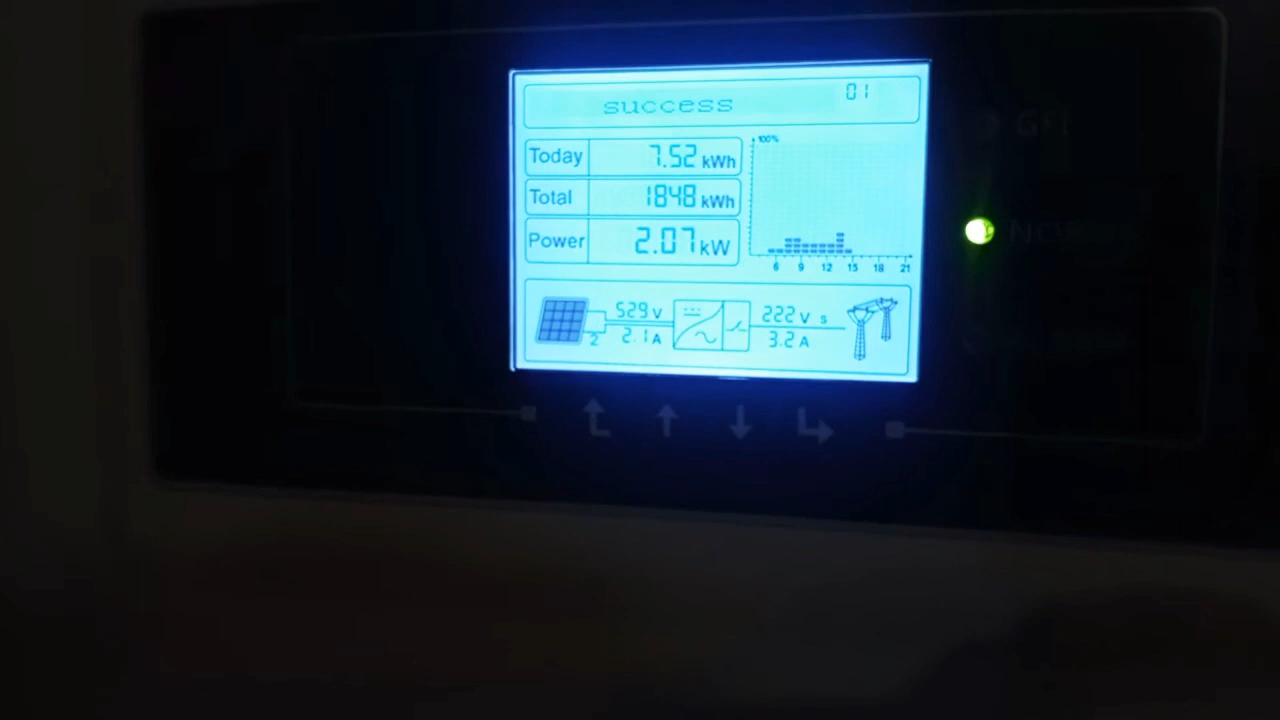 success 01
100%
Today 7.52 kWh
Total 1848 kWh
Power 2.07 kW
6 9 12 15 18 21
529 V 222 V s
2 2.1 A 3.2 A
GFI